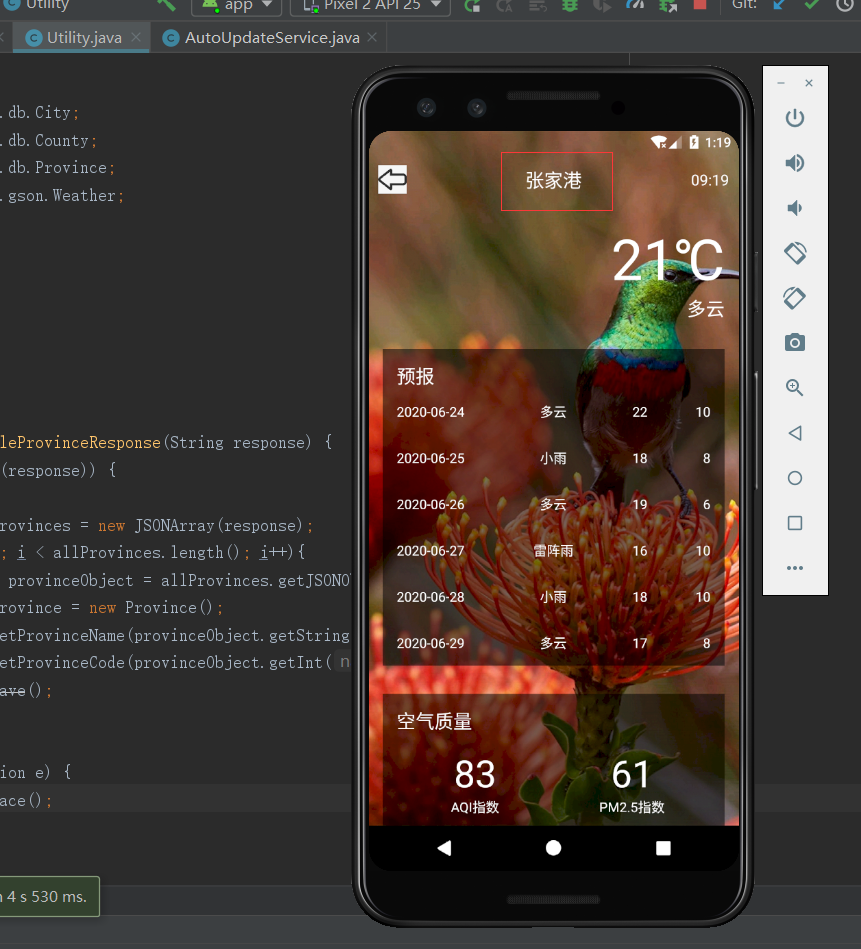 Utility
app
Pixel 2 API 25
Git:
Utility.java
AutoUpdateService.java
.db.City;
.db.County;
.db.Province;
.gson.Weather;
leProvinceResponse(String response) {
(response)) {
rovinces = new JSONArray(response);
; i < allProvinces.length(); i++){
provinceObject = allProvinces.getJSONO
rovince = new Province();
etProvinceName(provinceObject.getString
etProvinceCode(provinceObject.getInt( n
ave();
ion e) {
ace();
n 4 s 530 ms.
1:19
张家港
09:19
21℃
多云
预报
2020-06-24 多云 22 10
2020-06-25 小雨 18 8
2020-06-26 多云 19 6
2020-06-27 雷阵雨 16 10
2020-06-28 小雨 18 10
2020-06-29 多云 17 8
空气质量
83 61
AQI指数 PM2.5指数